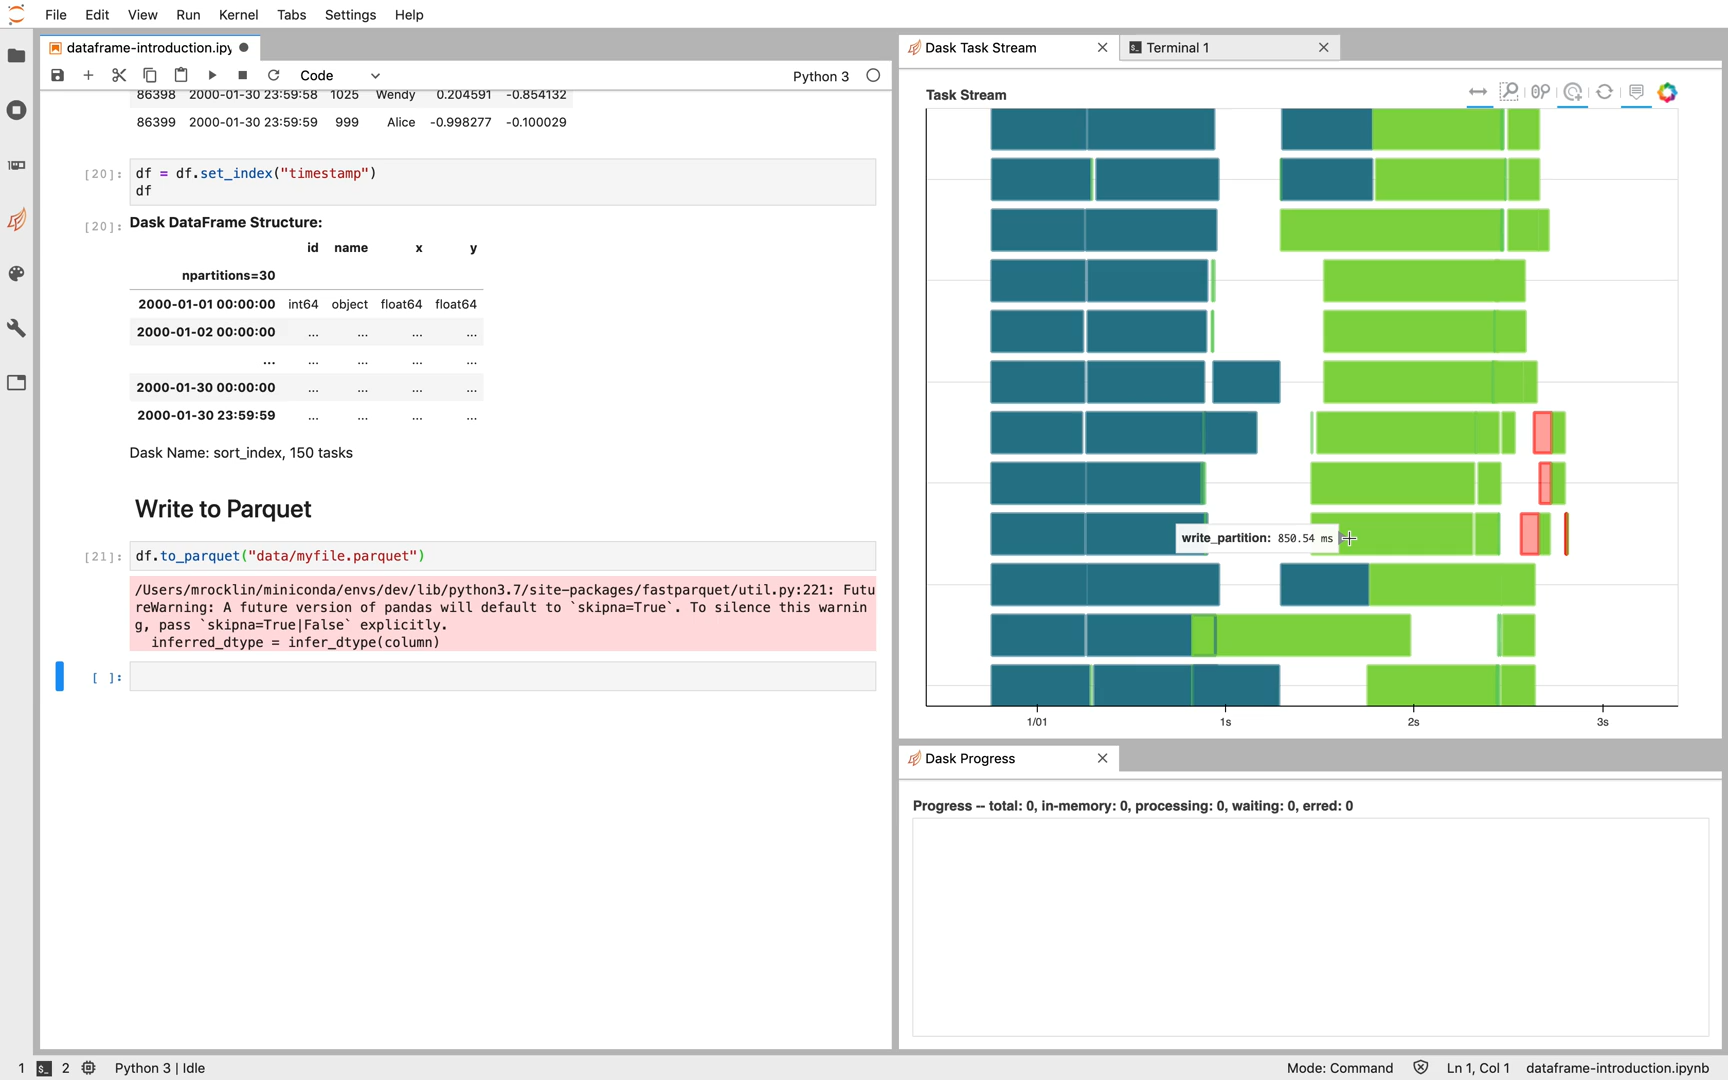 File Edit View Run Kernel Tabs Settings Help
dataframe-introduction.ipy
Code
Python 3
86398 2000-01-30 23:59:58 1025 Wendy 0.204591 -0.854132
86399 2000-01-30 23:59:59 999 Alice -0.998277 -0.100029
[20]: df = df.set_index("timestamp")
df
[20]: Dask DataFrame Structure:
id name x y
npartitions=30
2000-01-01 00:00:00 int64 object float64 float64
2000-01-02 00:00:00 ... ... ... ...
... ... ... ... ...
2000-01-30 00:00:00 ... ... ... ...
2000-01-30 23:59:59 ... ... ... ...
Dask Name: sort_index, 150 tasks
Write to Parquet
[21]: df.to_parquet("data/myfile.parquet")
/Users/mrocklin/miniconda/envs/dev/lib/python3.7/site-packages/fastparquet/util.py:221: Futu
reWarning: A future version of pandas will default to `skipna=True`. To silence this warnin
g, pass `skipna=True|False` explicitly.
inferred_dtype = infer_dtype(column)
[ ]:
Dask Task Stream
Terminal 1
Task Stream
write_partition: 850.54 ms
1/01 1s 2s 3s
Dask Progress
Progress -- total: 0, in-memory: 0, processing: 0, waiting: 0, erred: 0
1 $_ 2 Python 3 | Idle
Mode: Command Ln 1, Col 1 dataframe-introduction.ipynb